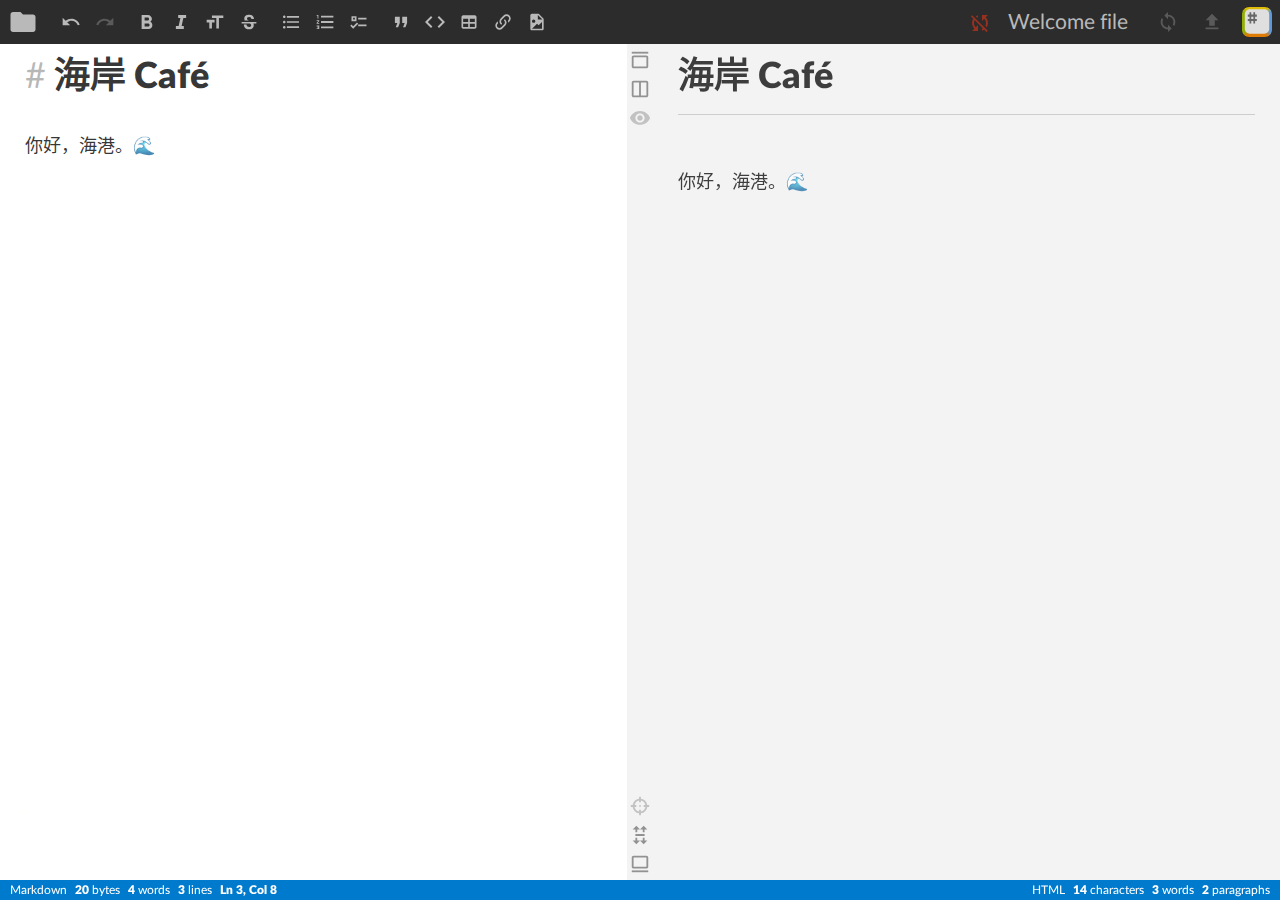 Welcome file
# 海岸 Café
你好，海港。🌊
海岸 Café
你好，海港。🌊
Markdown 20 bytes 4 words 3 lines Ln 3, Col 8
HTML 14 characters 3 words 2 paragraphs